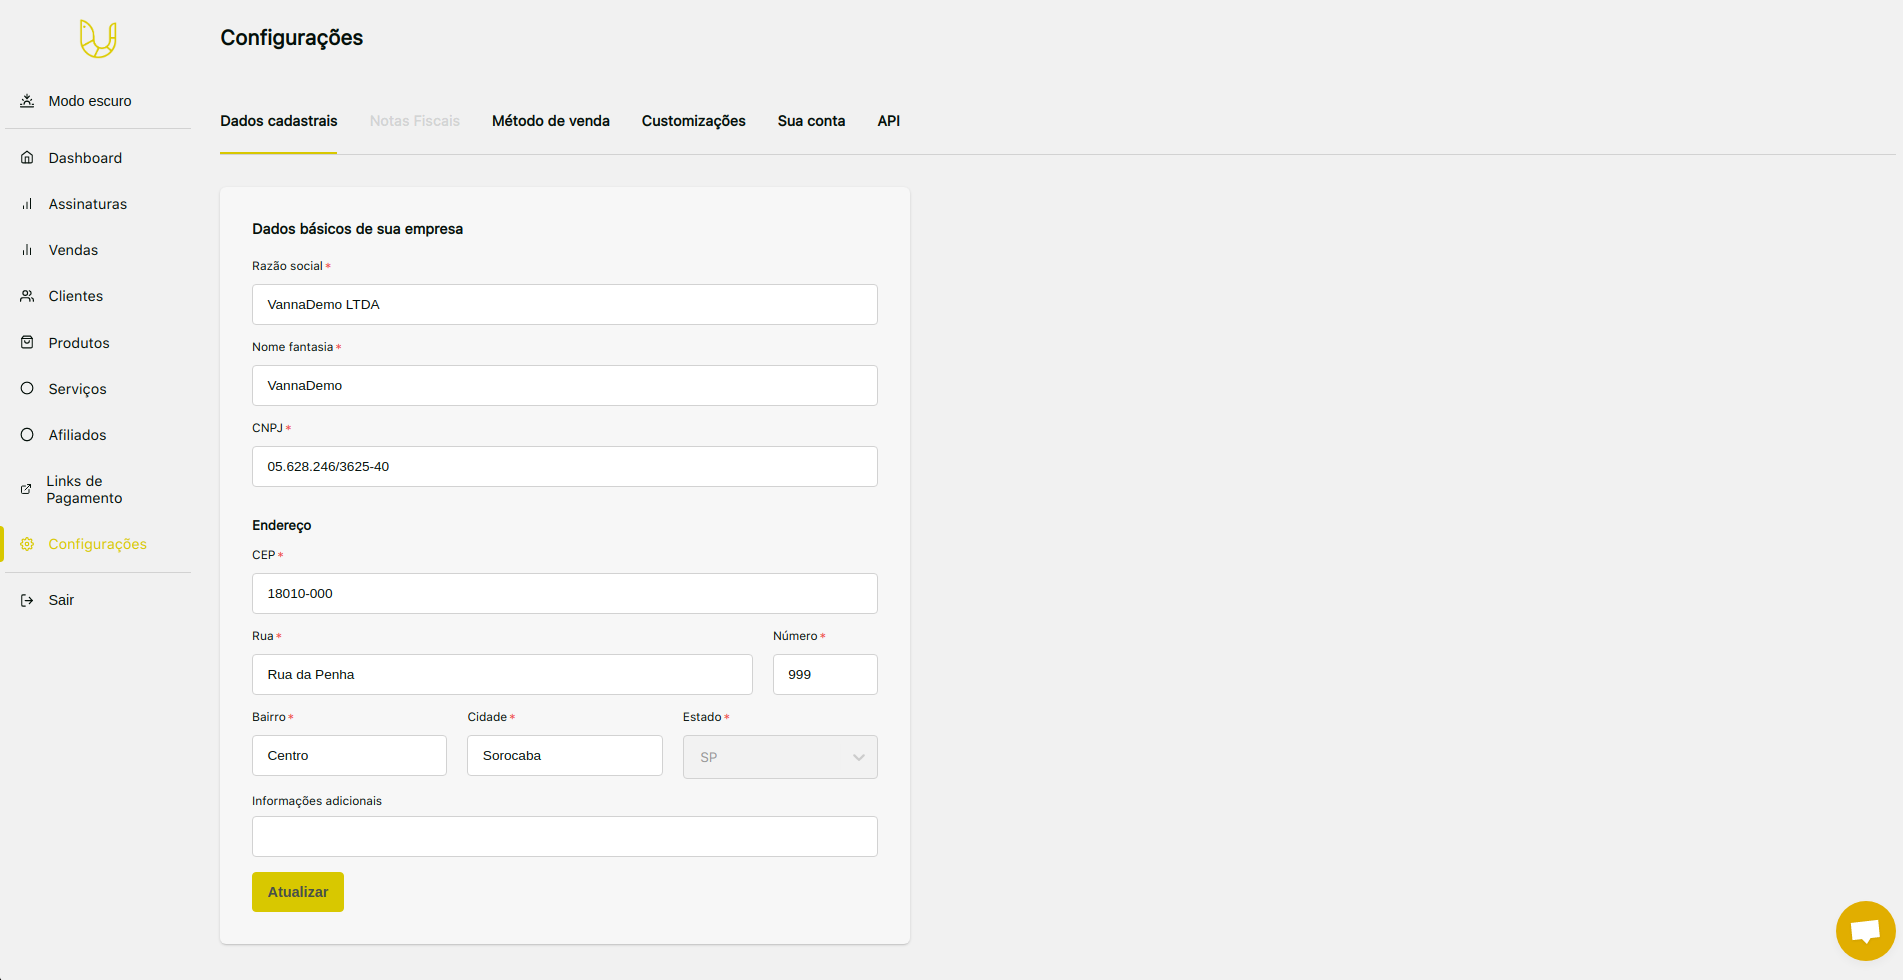 Configurações
Modo escuro
Dashboard
Assinaturas
Vendas
Clientes
Produtos
Serviços
Afiliados
Links de
Pagamento
Configurações
Sair
Dados cadastrais Notas Fiscais Método de venda Customizações Sua conta API
Dados básicos de sua empresa
Razão social *
VannaDemo LTDA
Nome fantasia *
VannaDemo
CNPJ *
05.628.246/3625-40
Endereço
CEP *
18010-000
Rua * Número *
Rua da Penha 999
Bairro * Cidade * Estado *
Centro Sorocaba SP
Informações adicionais
Atualizar